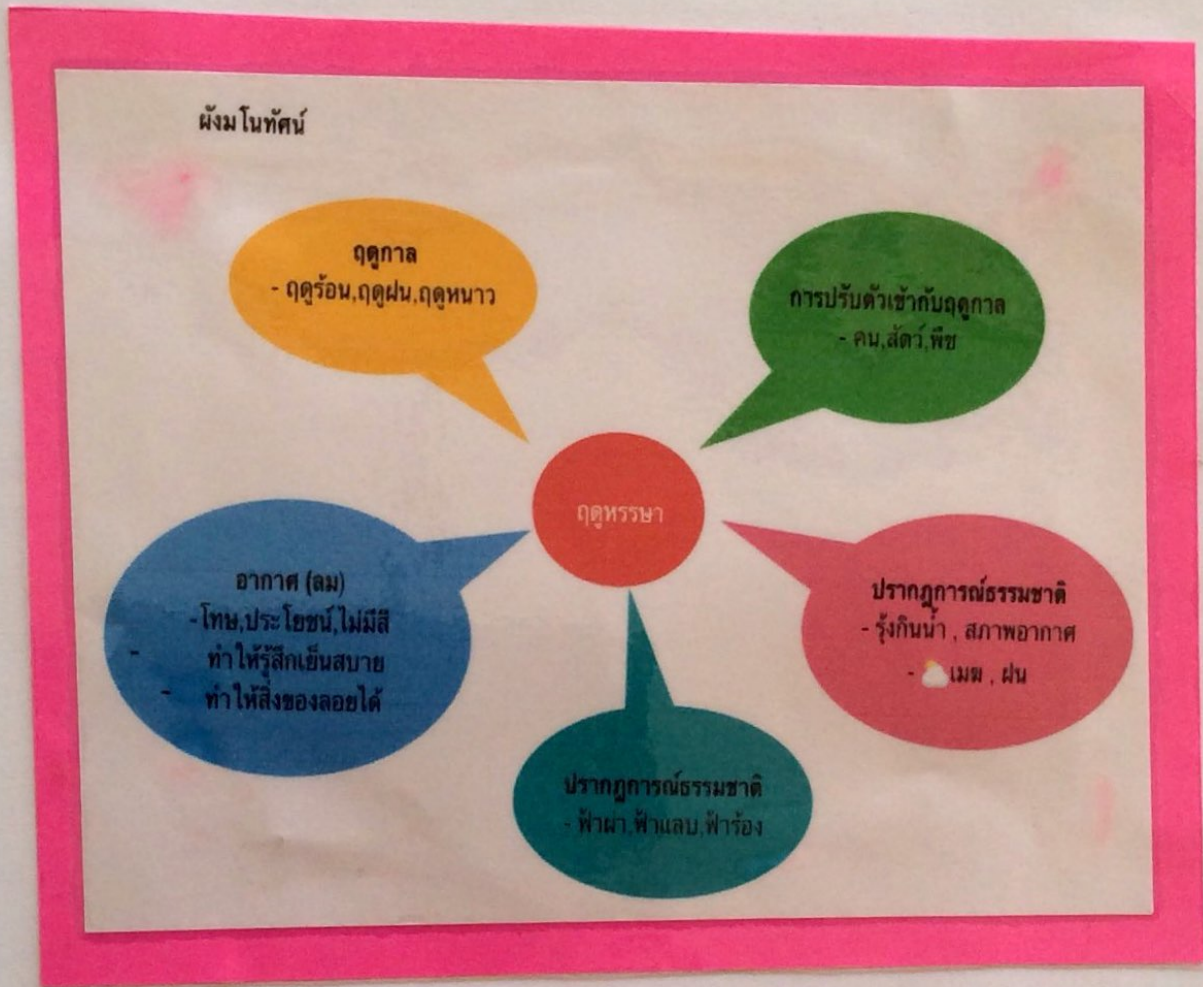 ผังมโนทัศน์
ฤดูกาล
- ฤดูร้อน,ฤดูฝน,ฤดูหนาว
การปรับตัวเข้ากับฤดูกาล
- คน,สัตว์,พืช
ฤดูหรรษา
อากาศ (ลม)
-โทษ,ประโยชน์,ไม่มีสี
- ทำให้รู้สึกเย็นสบาย
- ทำให้สิ่งของลอยได้
ปรากฏการณ์ธรรมชาติ
- รุ้งกินน้ำ , สภาพอากาศ
- เมฆ , ฝน
ปรากฏการณ์ธรรมชาติ
- ฟ้าผ่า,ฟ้าแลบ,ฟ้าร้อง